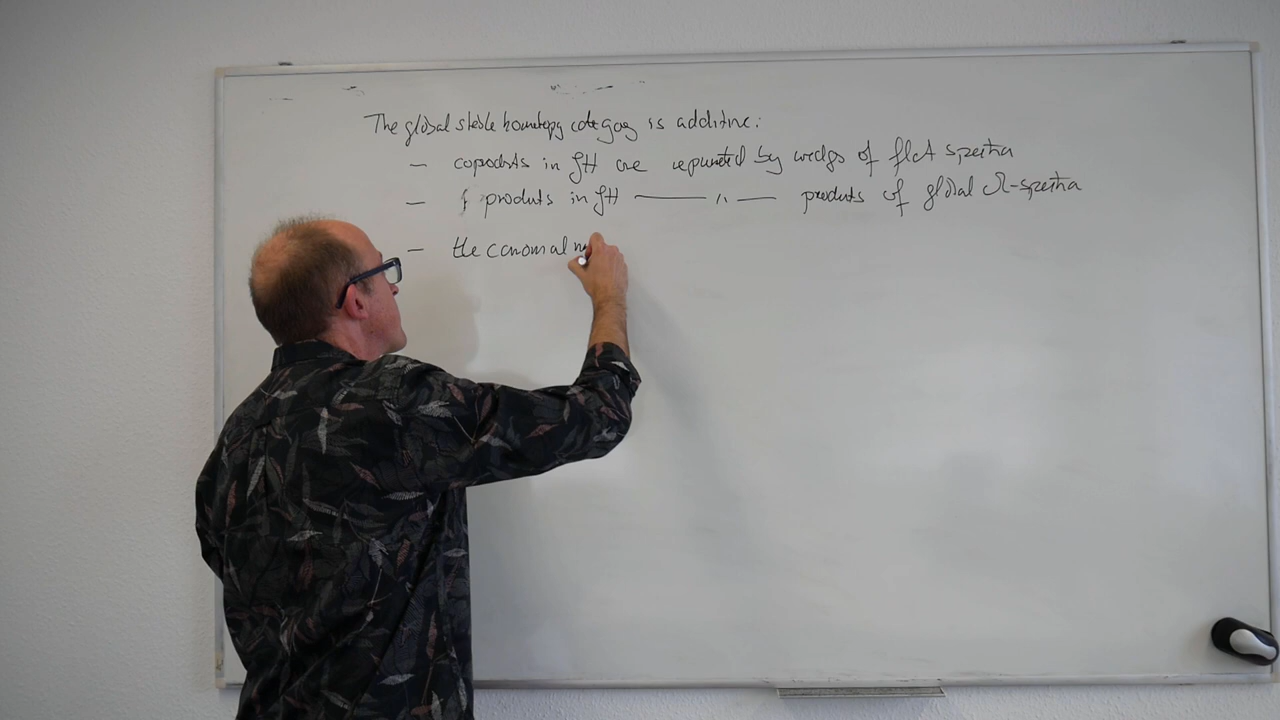 The global stable homotopy category is additive:
— coproducts in GH are represented by wedges of flat spectra
— f products in GH —— " —— products of global Ω-spectra
— the canonical m